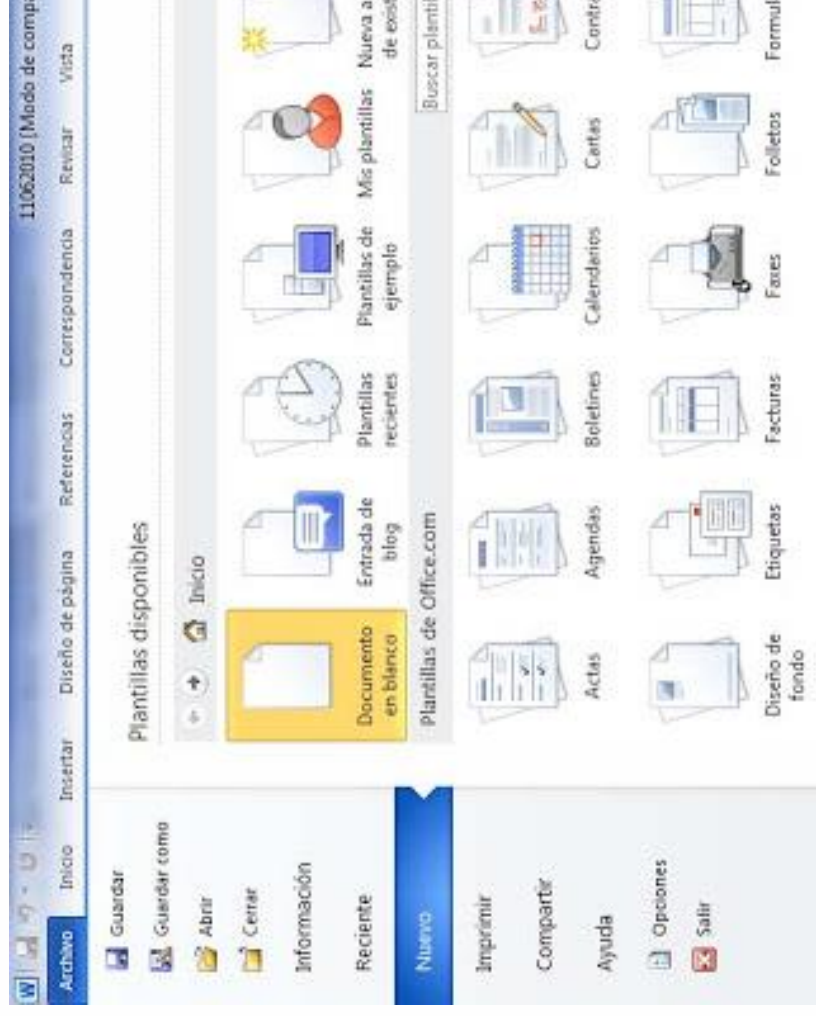 11062010 [Modo de compa
Archivo Inicio Insertar Diseño de página Referencias Correspondencia Revisar Vista
Guardar
Guardar como
Abrir
Cerrar
Información
Reciente
Nuevo
Imprimir
Compartir
Ayuda
Opciones
Salir
Plantillas disponibles
Inicio
Documento en blanco
Entrada de blog
Plantillas recientes
Plantillas de ejemplo
Mis plantillas
Nueva a
de exist
Plantillas de Office.com
Buscar plantil
Actas
Agendas
Boletines
Calendarios
Cartas
Contra
Diseño de fondo
Etiquetas
Facturas
Faxes
Folletos
Formul